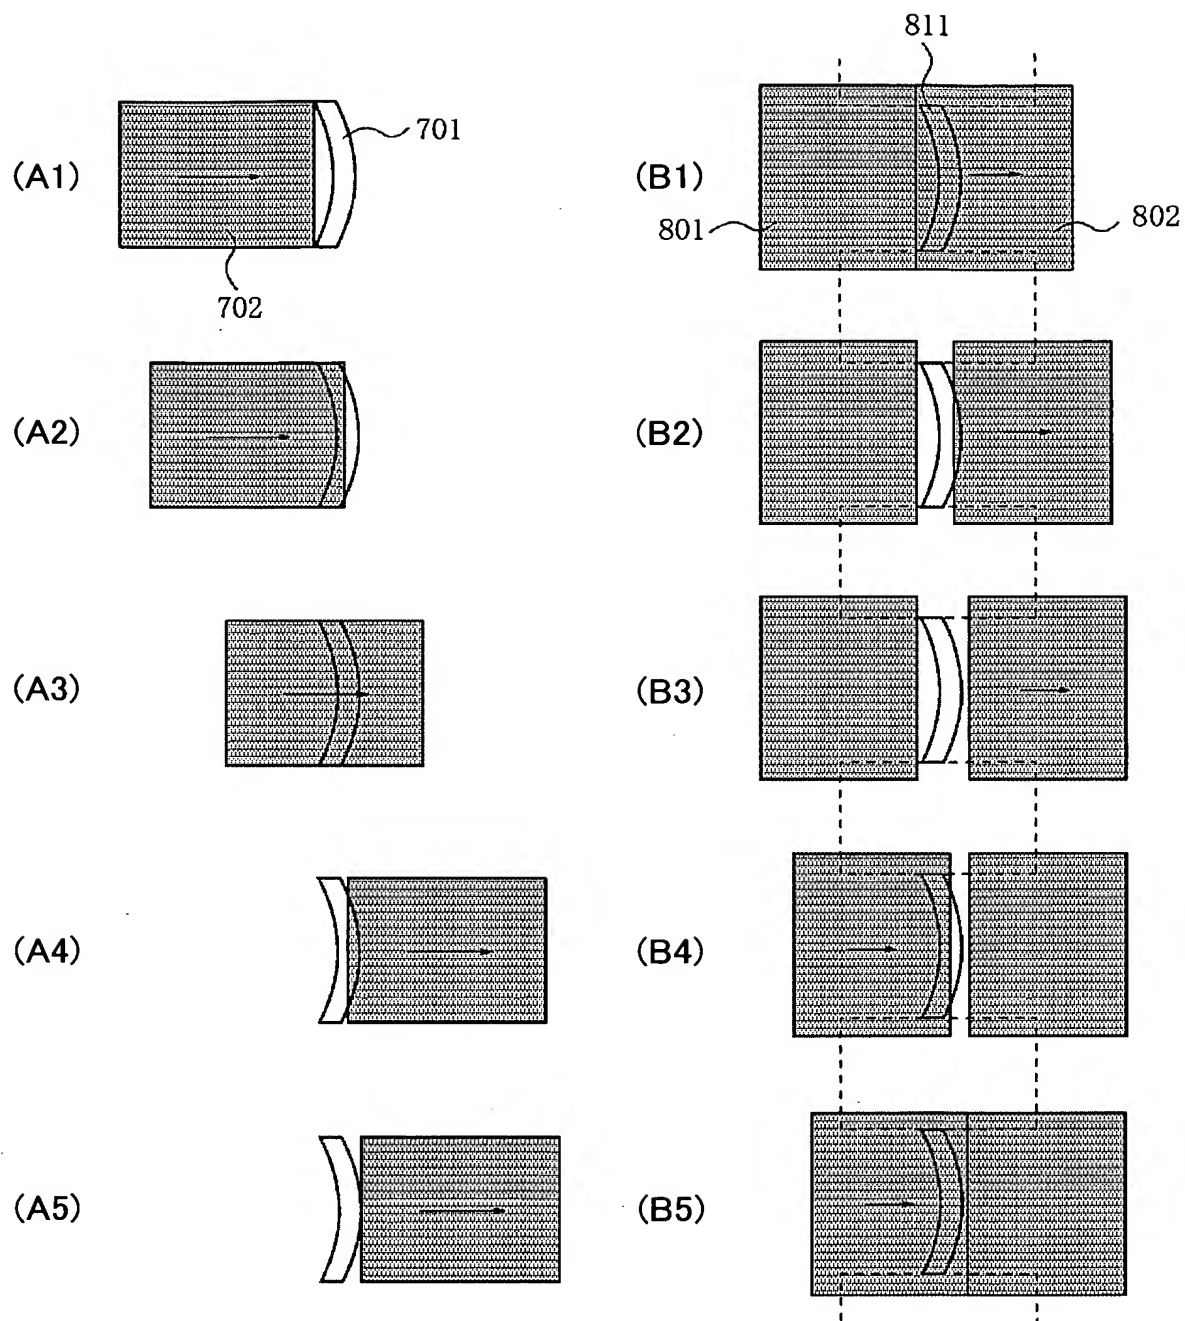 811
(A1)
701
702
(B1)
801
802
(A2)
(B2)
(A3)
(B3)
(A4)
(B4)
(A5)
(B5)